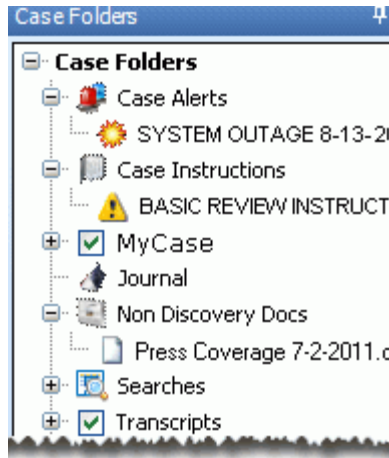 Case Folders
Case Folders
Case Alerts
SYSTEM OUTAGE 8-13-20
Case Instructions
BASIC REVIEW INSTRUCT
MyCase
Journal
Non Discovery Docs
Press Coverage 7-2-2011.
Searches
Transcripts